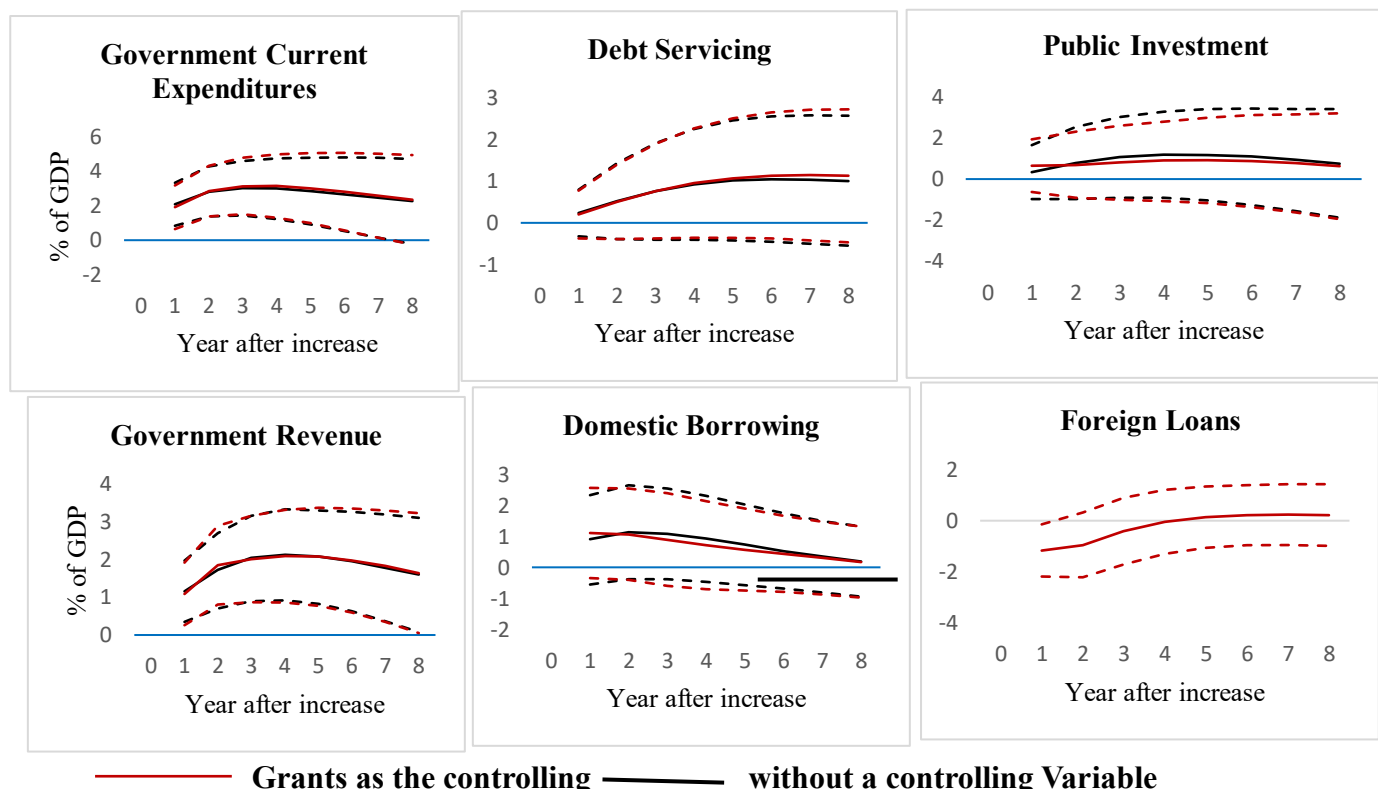 Government Current
Expenditures
% of GDP
6
4
2
0
-2
0 1 2 3 4 5 6 7 8
Year after increase
Debt Servicing
3
2
1
0
-1
0 1 2 3 4 5 6 7 8
Year after increase
Public Investment
4
2
0
-2
-4
0 1 2 3 4 5 6 7 8
Year after increase
Government Revenue
% of GDP
4
3
2
1
0
0 1 2 3 4 5 6 7 8
Year after increase
Domestic Borrowing
3
2
1
0
-1
-2
0 1 2 3 4 5 6 7 8
Year after increase
Foreign Loans
2
0
-2
-4
0 1 2 3 4 5 6 7 8
Year after increase
Grants as the controlling without a controlling Variable